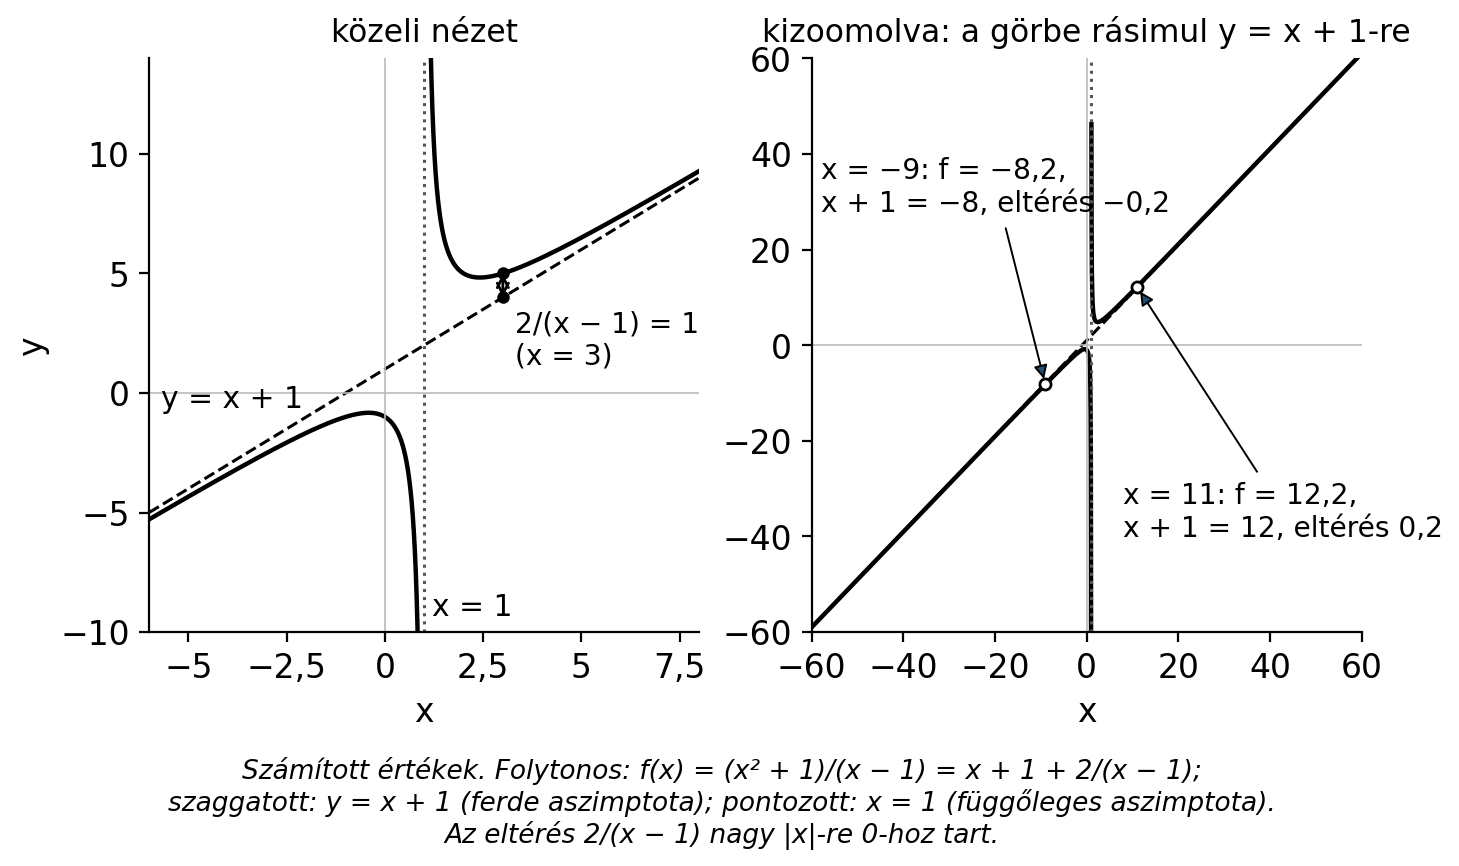 közeli nézet
10
5
0
−5
−10
y
−5
−2,5
0
2,5
5
7,5
x
2/(x − 1) = 1
(x = 3)
y = x + 1
x = 1
kizoomolva: a görbe rásimul y = x + 1-re
60
40
20
0
−20
−40
−60
−60
−40
−20
0
20
40
60
x
x = −9: f = −8,2,
x + 1 = −8, eltérés −0,2
x = 11: f = 12,2,
x + 1 = 12, eltérés 0,2
Számított értékek. Folytonos: f(x) = (x² + 1)/(x − 1) = x + 1 + 2/(x − 1);
szaggatott: y = x + 1 (ferde aszimptota); pontozott: x = 1 (függőleges aszimptota).
Az eltérés 2/(x − 1) nagy |x|-re 0-hoz tart.